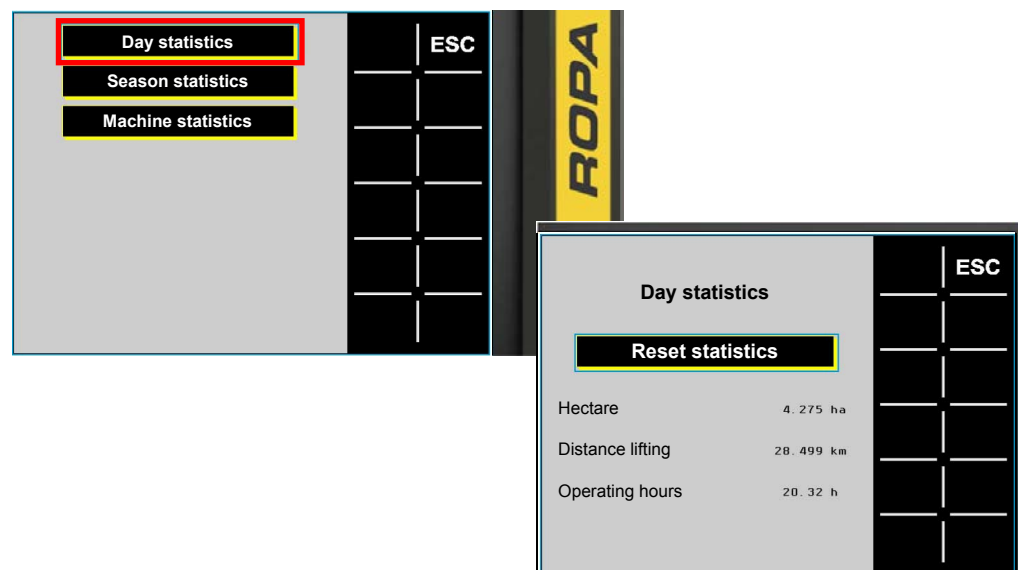 Day statistics
ESC
Season statistics
Machine statistics
ROPA
ESC
Day statistics
Reset statistics
Hectare 4.275 ha
Distance lifting 28.499 km
Operating hours 20.32 h